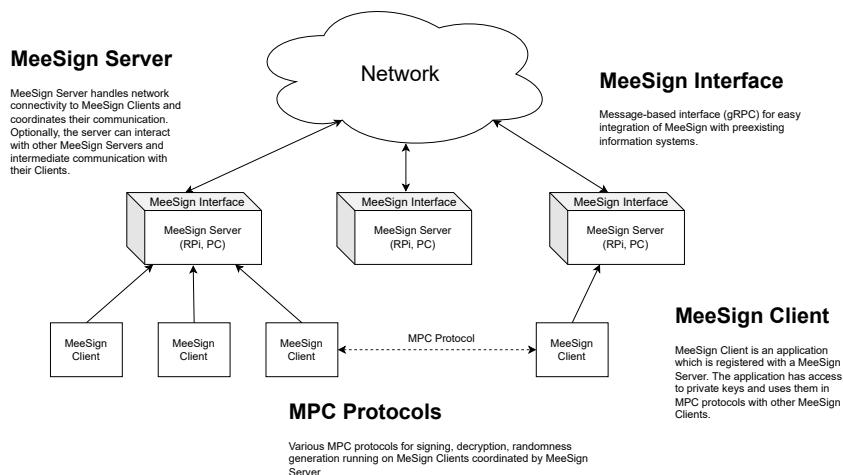 MeeSign Server
MeeSign Server handles network
connectivity to MeeSign Clients and
coordinates their communication.
Optionally, the server can interact
with other MeeSign Servers and
intermediate communication with
their Clients.
Network
MeeSign Interface
Message-based interface (gRPC) for easy
integration of MeeSign with preexisting
information systems.
MeeSign Interface
MeeSign Server
(RPi, PC)
MeeSign Interface
MeeSign Server
(RPi, PC)
MeeSign Interface
MeeSign Server
(RPi, PC)
MeeSign
Client
MeeSign
Client
MeeSign
Client
MPC Protocol
MeeSign
Client
MeeSign Client
MeeSign Client is an application
which is registered with a MeeSign
Server. The application has access
to private keys and uses them in
MPC protocols with other MeeSign
Clients.
MPC Protocols
Various MPC protocols for signing, decryption, randomness
generation running on MeSign Clients coordinated by MeeSign
Server